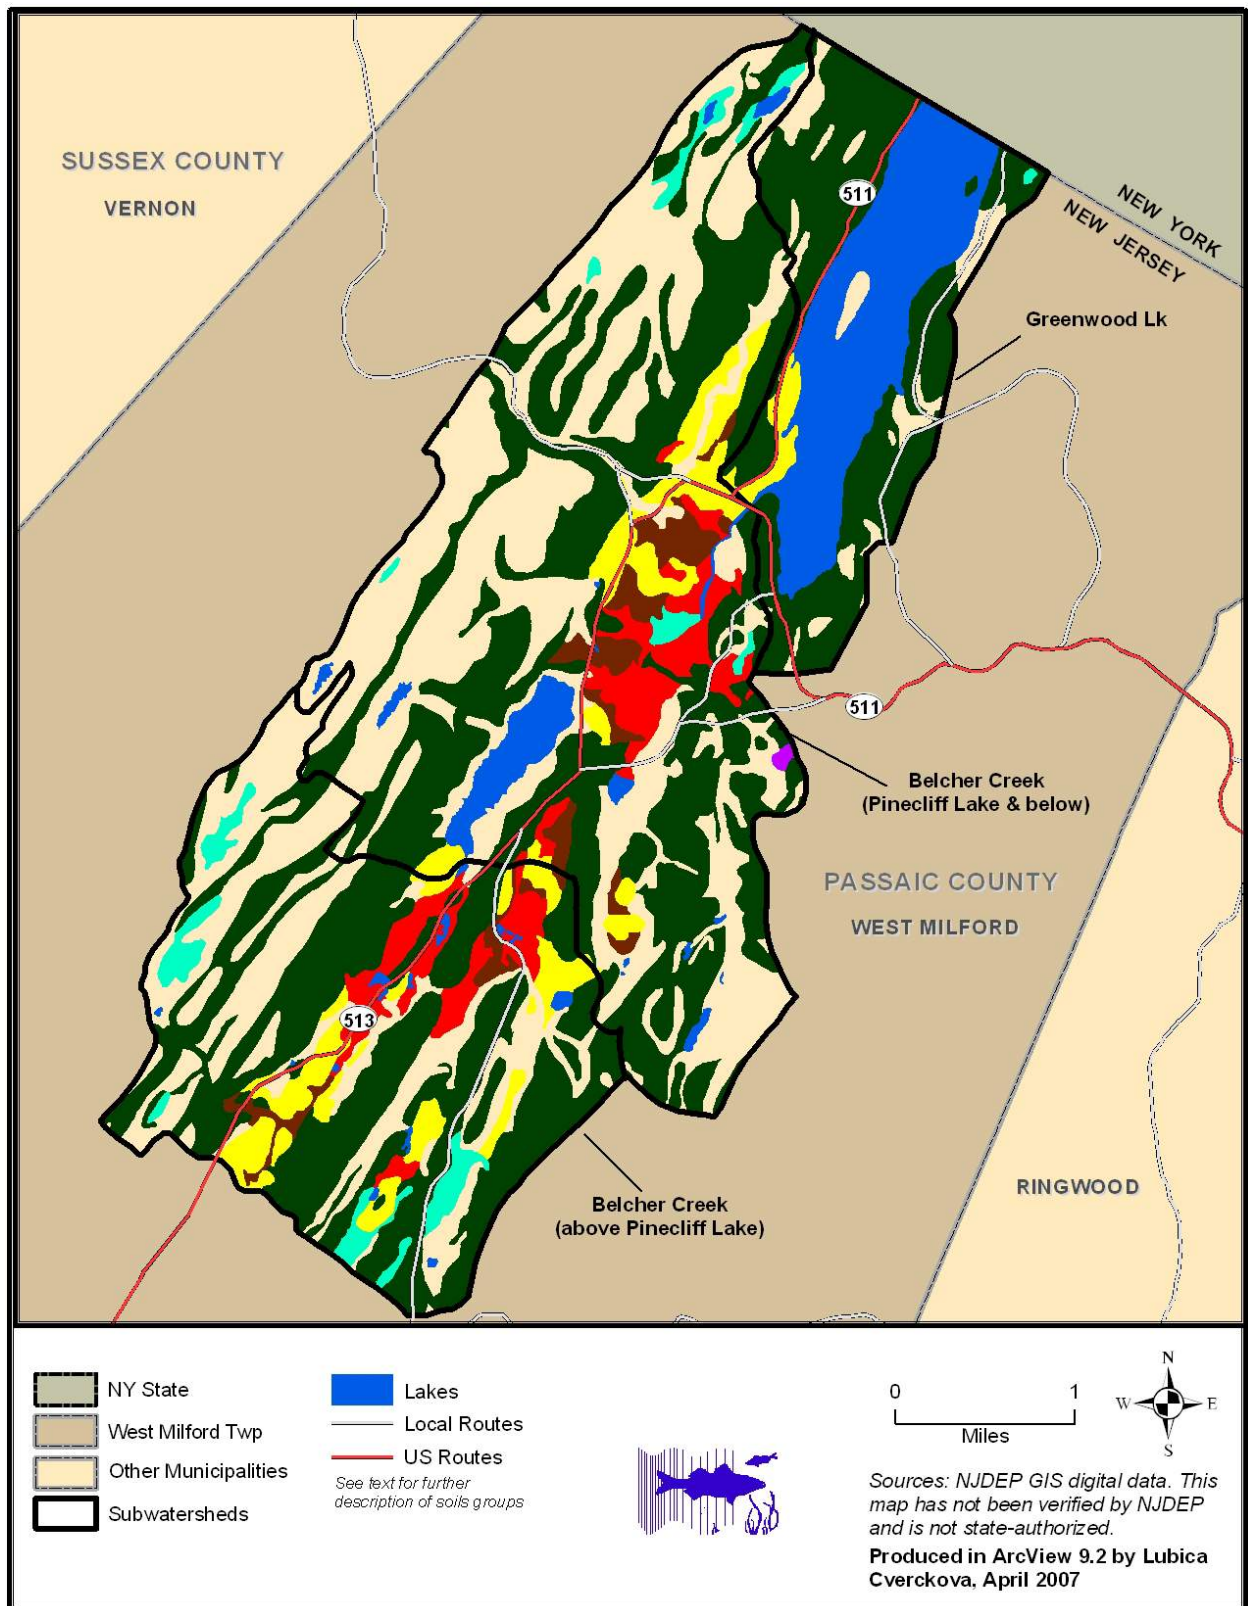 SUSSEX COUNTY
VERNON
511
NEW YORK
NEW JERSEY
Greenwood Lk
511
Belcher Creek
(Pinecliff Lake & below)
PASSAIC COUNTY
WEST MILFORD
513
RINGWOOD
Belcher Creek
(above Pinecliff Lake)
NY State
West Milford Twp
Other Municipalities
Subwatersheds
Lakes
Local Routes
US Routes
See text for further
description of soils groups
0 1
Miles
N
W E
S
Sources: NJDEP GIS digital data. This
map has not been verified by NJDEP
and is not state-authorized.
Produced in ArcView 9.2 by Lubica
Cverckova, April 2007